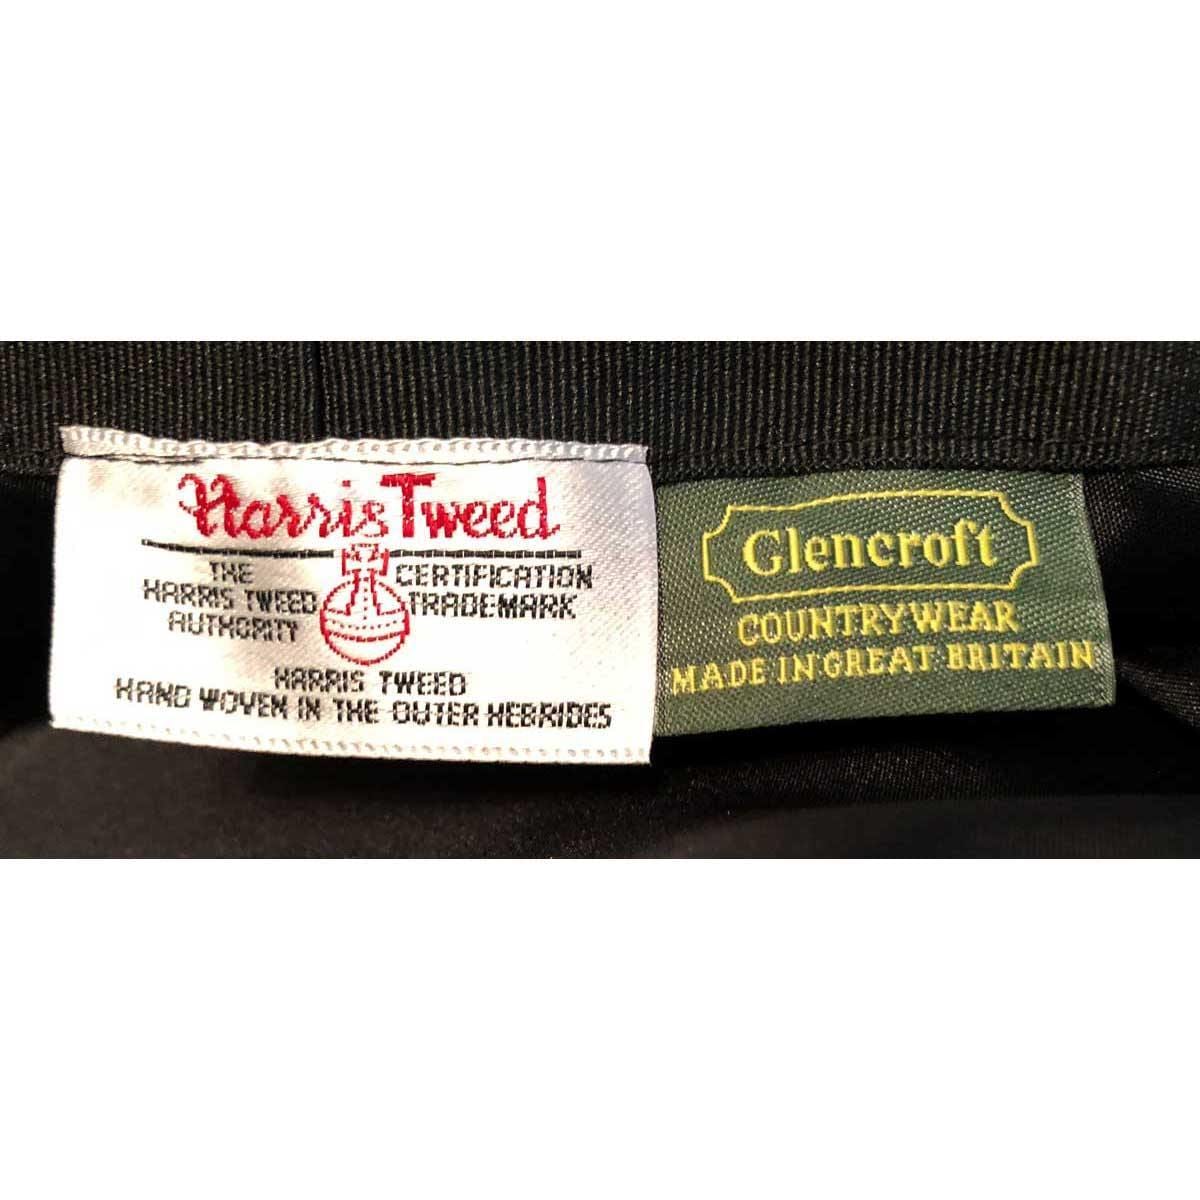 Harris Tweed
THE
HARRIS TWEED
AUTHORITY
CERTIFICATION
TRADEMARK
HARRIS TWEED
HAND WOVEN IN THE OUTER HEBRIDES
Glencroft
COUNTRYWEAR
MADE IN GREAT BRITAIN